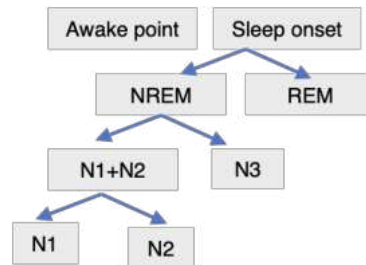 Awake point
Sleep onset
NREM
REM
N1+N2
N3
N1
N2